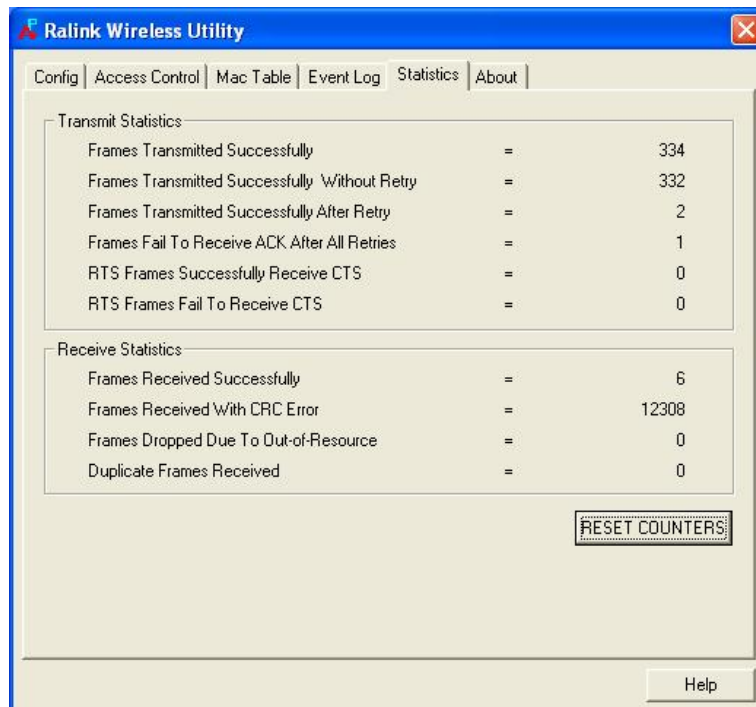 Ralink Wireless Utility
Config Access Control Mac Table Event Log Statistics About
Transmit Statistics
Frames Transmitted Successfully = 334
Frames Transmitted Successfully Without Retry = 332
Frames Transmitted Successfully After Retry = 2
Frames Fail To Receive ACK After All Retries = 1
RTS Frames Successfully Receive CTS = 0
RTS Frames Fail To Receive CTS = 0
Receive Statistics
Frames Received Successfully = 6
Frames Received With CRC Error = 12308
Frames Dropped Due To Out-of-Resource = 0
Duplicate Frames Received = 0
RESET COUNTERS
Help